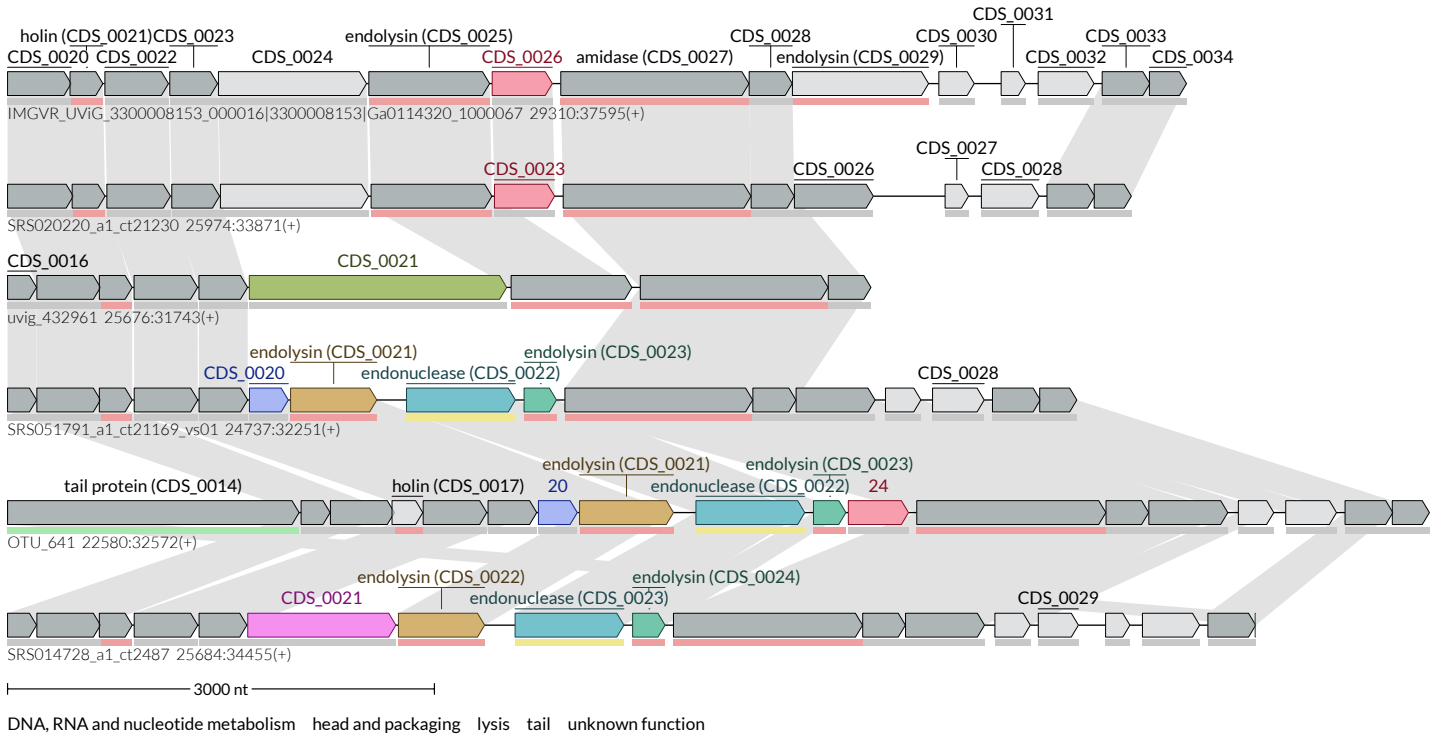 CDS_0031
holin (CDS_0021) CDS_0023 endolysin (CDS_0025) CDS_0028 CDS_0030 CDS_0033
CDS_0020 CDS_0022 CDS_0024 CDS_0026 amidase (CDS_0027) endolysin (CDS_0029) CDS_0032 CDS_0034
IMGVR_UViG_3300008153_000016|3300008153|Ga0114320_1000067 29310:37595(+)
CDS_0027
CDS_0023 CDS_0026 CDS_0028
SRS020220_a1_ct21230 25974:33871(+)
CDS_0016 CDS_0021
uvig_432961 25676:31743(+)
endolysin (CDS_0021) endolysin (CDS_0023)
CDS_0020 endonuclease (CDS_0022) CDS_0028
SRS051791_a1_ct21169_vs01 24737:32251(+)
endolysin (CDS_0021) endolysin (CDS_0023)
tail protein (CDS_0014) holin (CDS_0017) 20 endonuclease (CDS_0022) 24
OTU_641 22580:32572(+)
endolysin (CDS_0022) endolysin (CDS_0024)
CDS_0021 endonuclease (CDS_0023) CDS_0029
SRS014728_a1_ct2487 25684:34455(+)
3000 nt
DNA, RNA and nucleotide metabolism head and packaging lysis tail unknown function